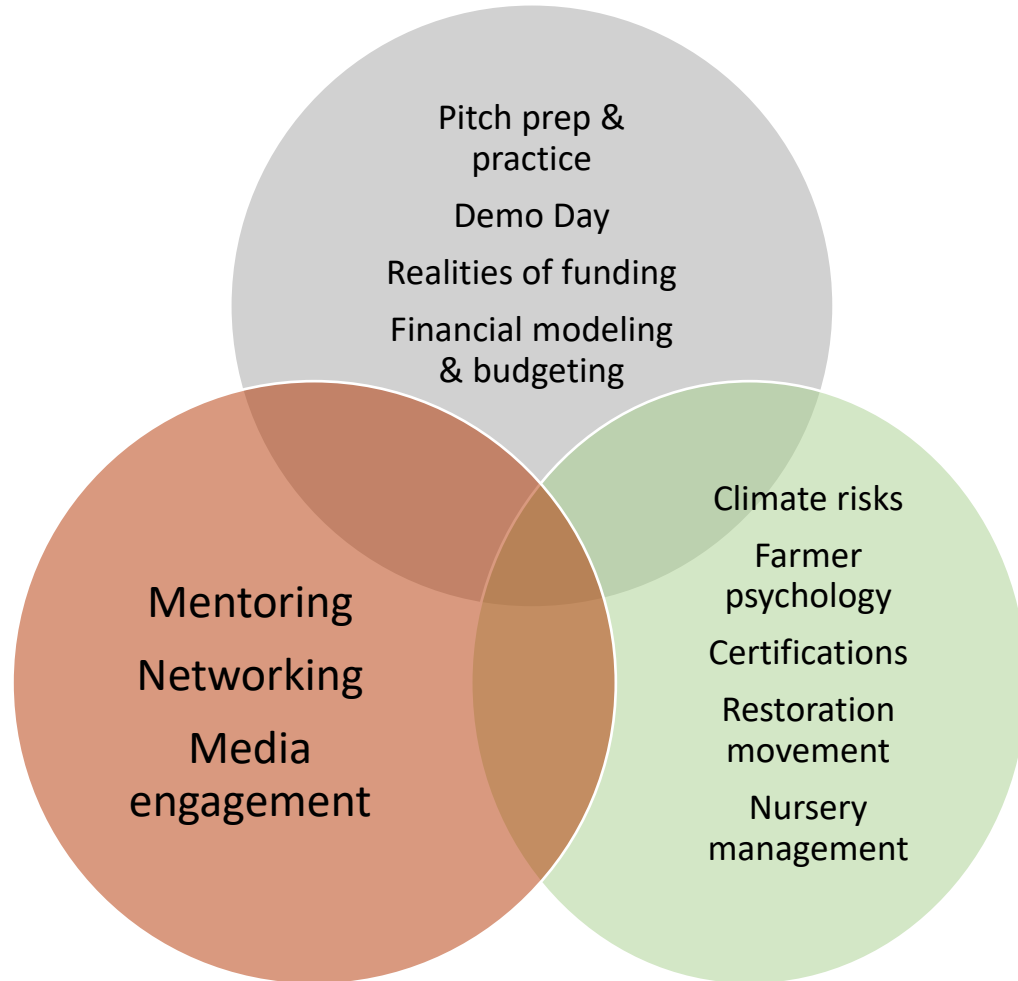 Pitch prep &
practice
Demo Day
Realities of funding
Financial modeling
& budgeting
Mentoring
Networking
Media
engagement
Climate risks
Farmer
psychology
Certifications
Restoration
movement
Nursery
management